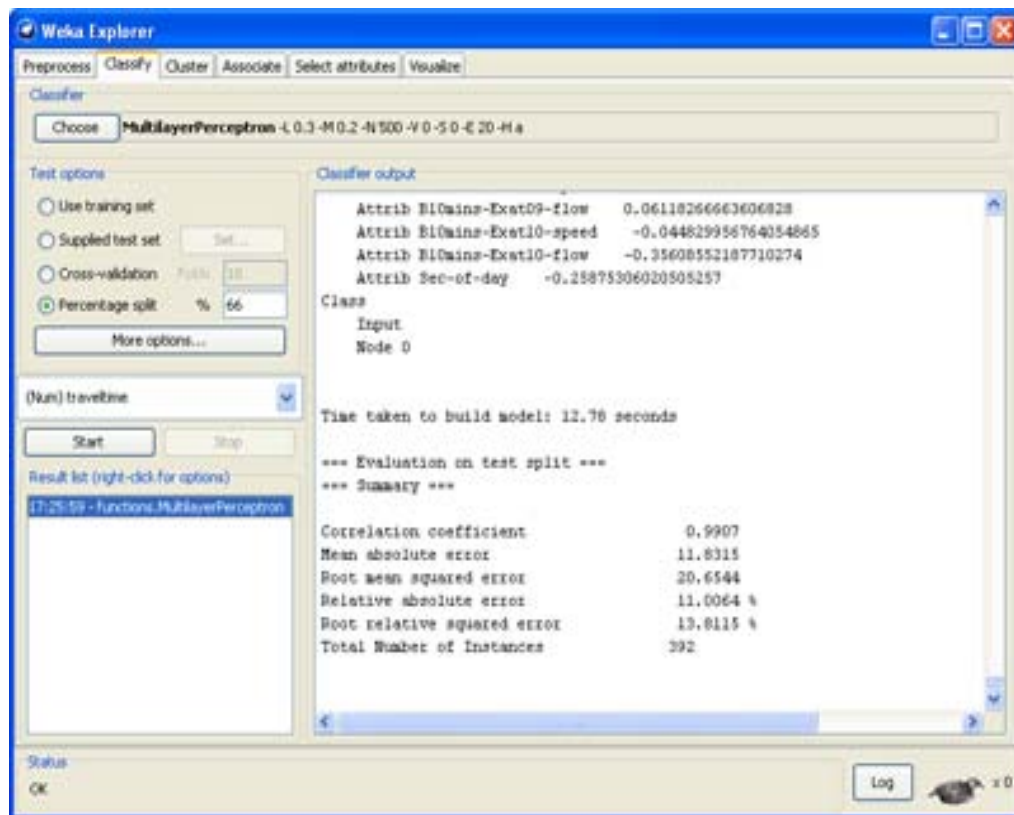 Weka Explorer
Preprocess Classify Cluster Associate Select attributes Visualize
Classifier
Choose MultilayerPerceptron -L 0.3 -M 0.2 -N 500 -V 0 -S 0 -E 20 -H a
Test options
Use training set
Supplied test set Set...
Cross-validation Folds 10
Percentage split % 66
More options...
(Num) traveltime
Start Stop
Result list (right-click for options)
17:25:59 - functions.MultilayerPerceptron
Classifier output
Attrib B10mins-Exat09-flow 0.06118266663606828
Attrib B10mins-Exat10-speed -0.044829956764054865
Attrib B10mins-Exat10-flow -0.35608552187710274
Attrib Sec-of-day -0.25875306020505257
Class
Input
Node 0
Time taken to build model: 12.78 seconds
=== Evaluation on test split ===
=== Summary ===
Correlation coefficient 0.9907
Mean absolute error 11.8315
Root mean squared error 20.6544
Relative absolute error 11.0064 %
Root relative squared error 13.8115 %
Total Number of Instances 392
Status
OK
Log
x 0